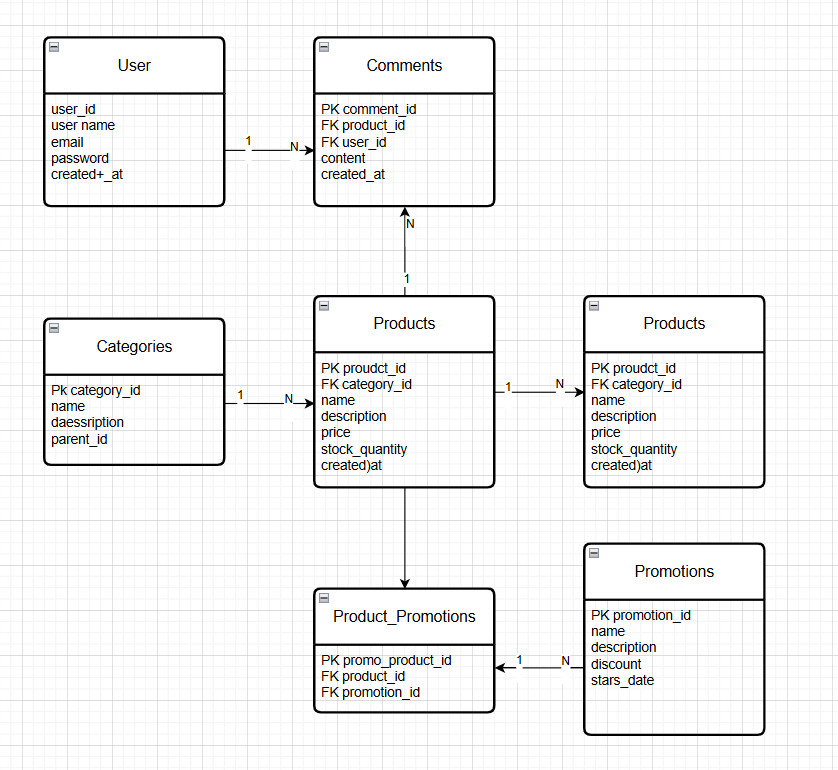 User
user_id
user name
email
password
created+_at
1
N
Comments
PK comment_id
FK product_id
FK user_id
content
created_at
N
1
Categories
Pk category_id
name
daessription
parent_id
1
N
Products
PK proudct_id
FK category_id
name
description
price
stock_quantity
created)at
1
N
Products
PK proudct_id
FK category_id
name
description
price
stock_quantity
created)at
Product_Promotions
PK promo_product_id
FK product_id
FK promotion_id
1
N
Promotions
PK promotion_id
name
description
discount
stars_date